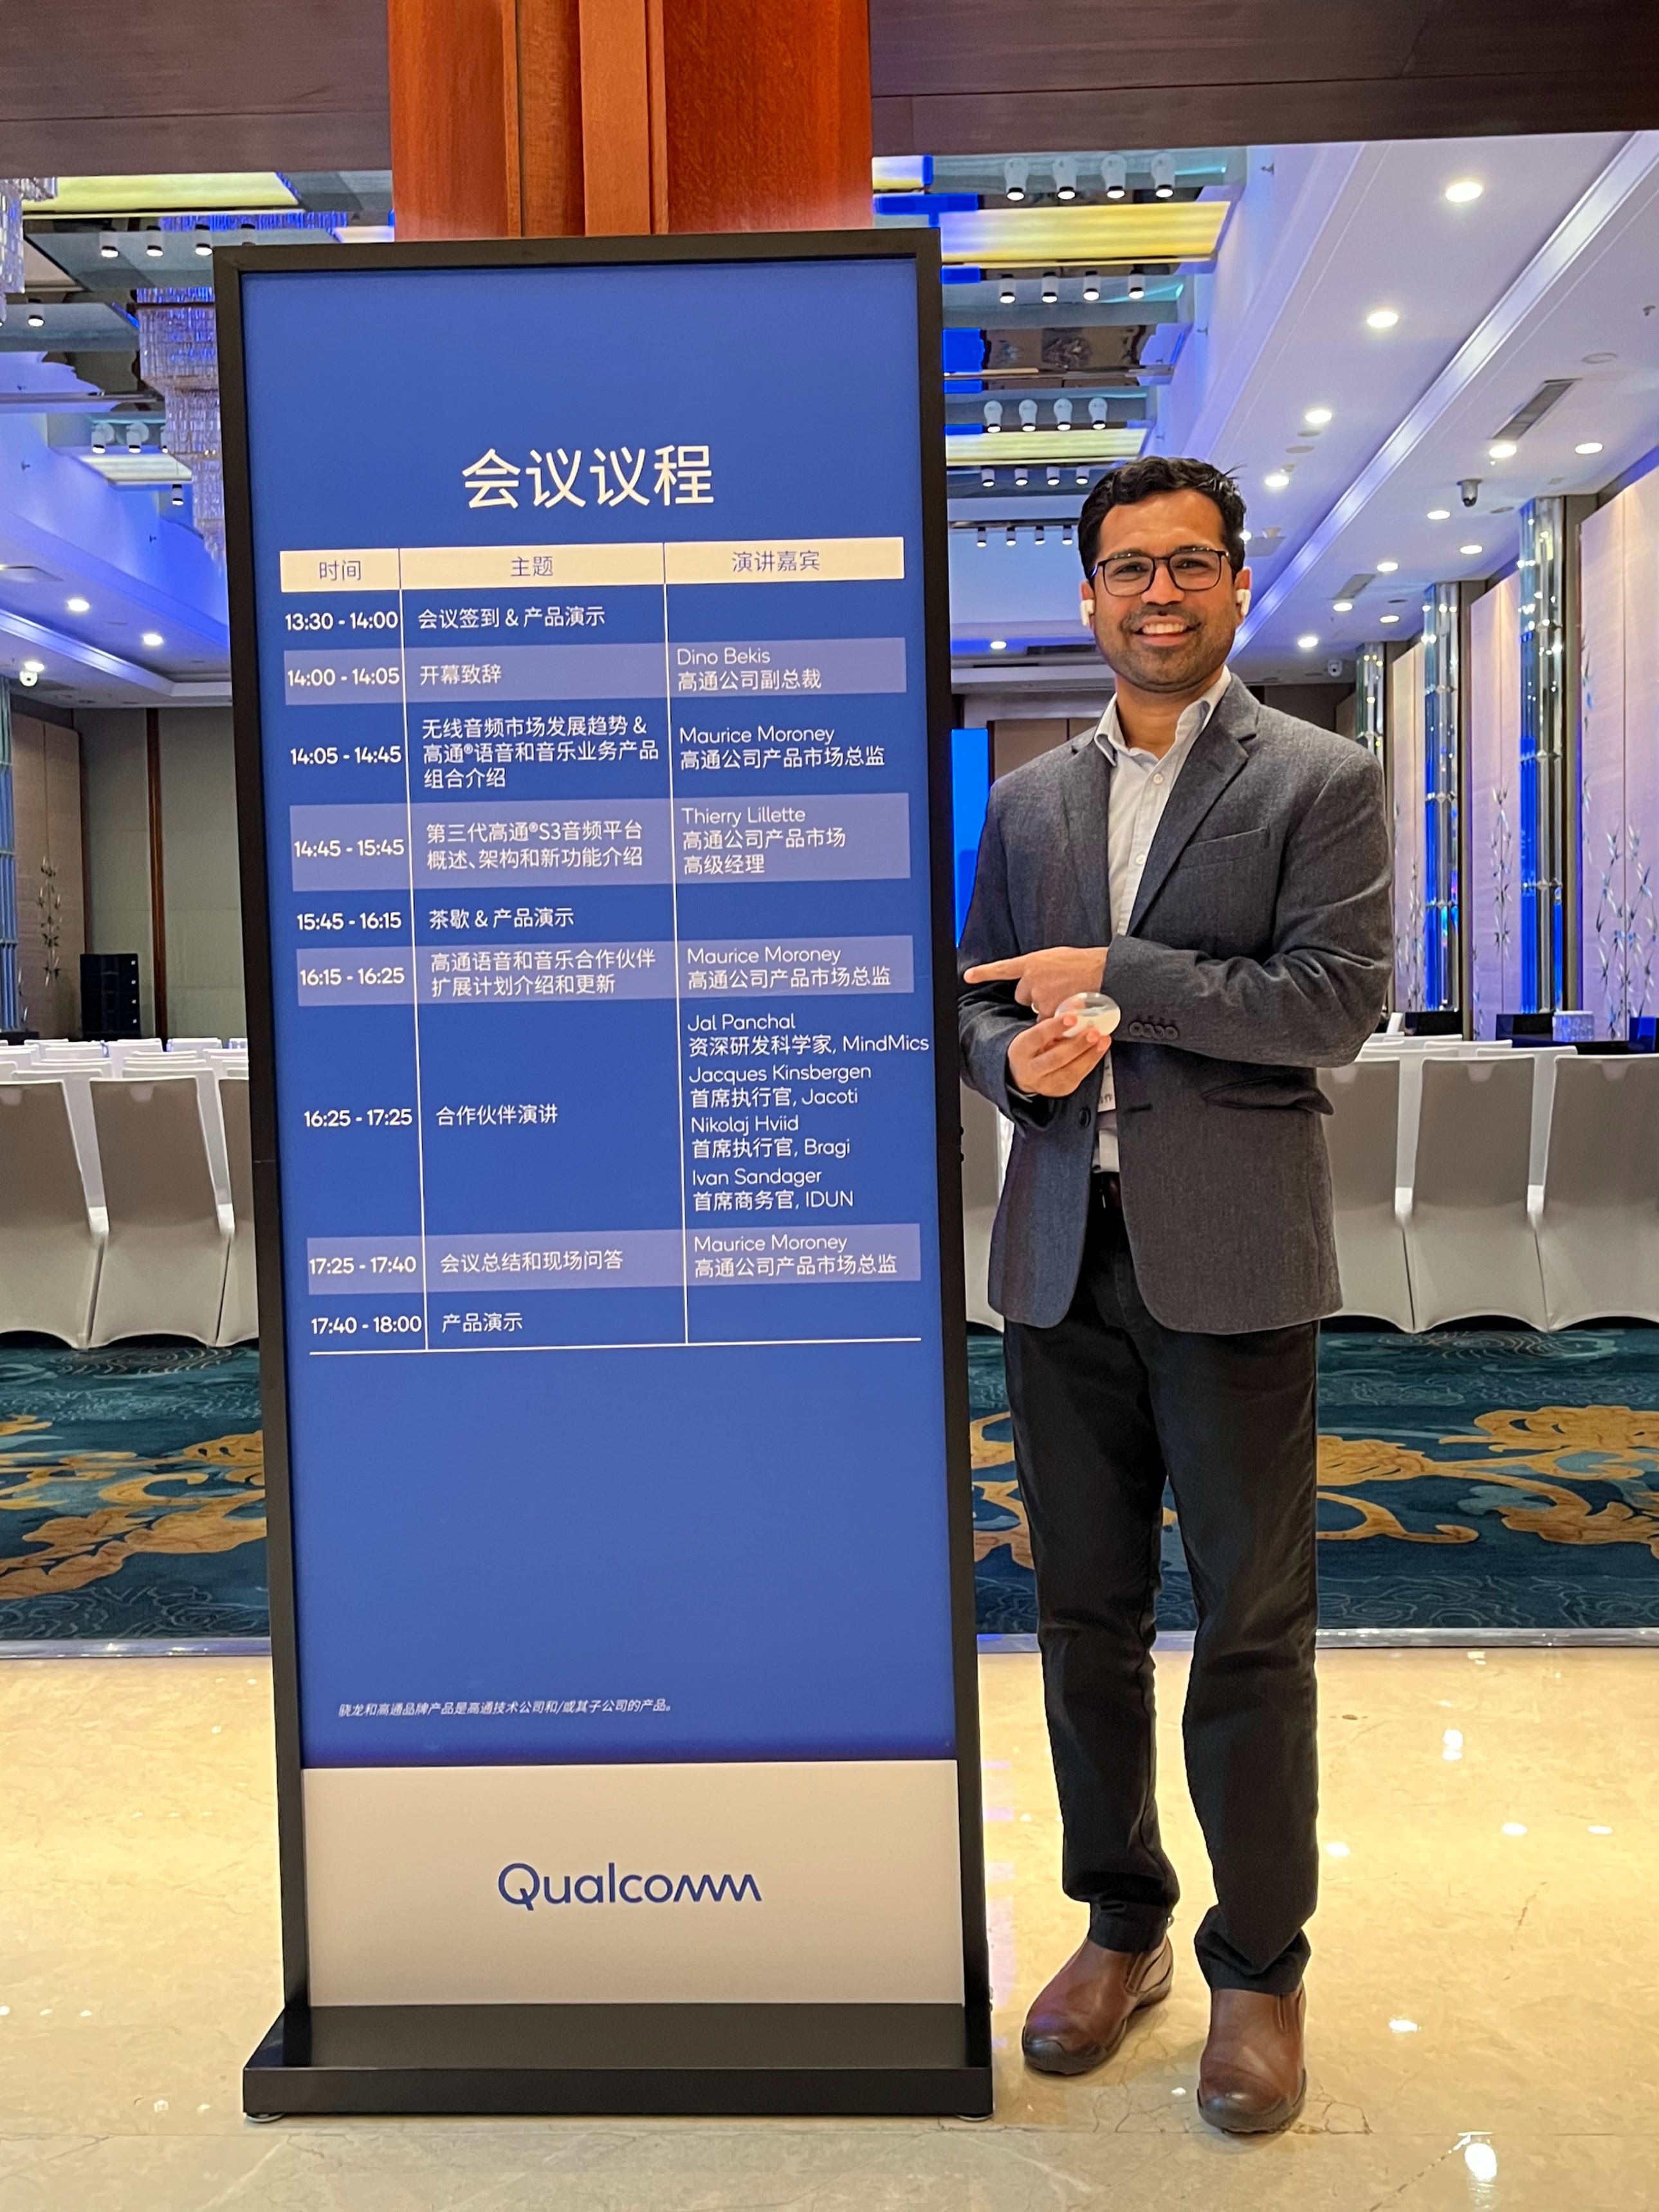 会议议程
时间 主题 演讲嘉宾
13:30 - 14:00 会议签到 & 产品演示
14:00 - 14:05 开幕致辞
Dino Bekis
高通公司副总裁
14:05 - 14:45
无线音频市场发展趋势 &
高通®语音和音乐业务产品
组合介绍
Maurice Moroney
高通公司产品市场总监
14:45 - 15:45
第三代高通®S3音频平台
概述、架构和新功能介绍
Thierry Lillette
高通公司产品市场
高级经理
15:45 - 16:15 茶歇 & 产品演示
16:15 - 16:25
高通语音和音乐合作伙伴
扩展计划介绍和更新
Maurice Moroney
高通公司产品市场总监
16:25 - 17:25 合作伙伴演讲
Jal Panchal
资深研发科学家, MindMics
Jacques Kinsbergen
首席执行官, Jacoti
Nikolaj Hviid
首席执行官, Bragi
Ivan Sandager
首席商务官, IDUN
17:25 - 17:40 会议总结和现场问答
Maurice Moroney
高通公司产品市场总监
17:40 - 18:00 产品演示
骁龙和高通品牌产品是高通技术公司和/或其子公司的产品。
Qualcomm